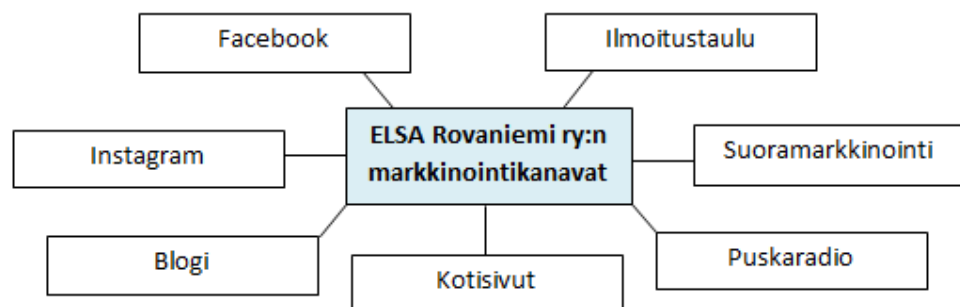 Facebook
Ilmoitustaulu
ELSA Rovaniemi ry:n
markkinointikanavat
Instagram
Suoramarkkinointi
Blogi
Kotisivut
Puskaradio